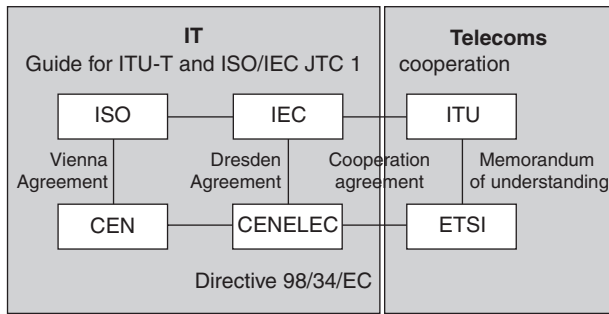 IT
Telecoms
Guide for ITU-T and ISO/IEC JTC 1 cooperation
ISO
IEC
ITU
Vienna
Agreement
Dresden
Agreement
Cooperation
agreement
Memorandum
of understanding
CEN
CENELEC
ETSI
Directive 98/34/EC